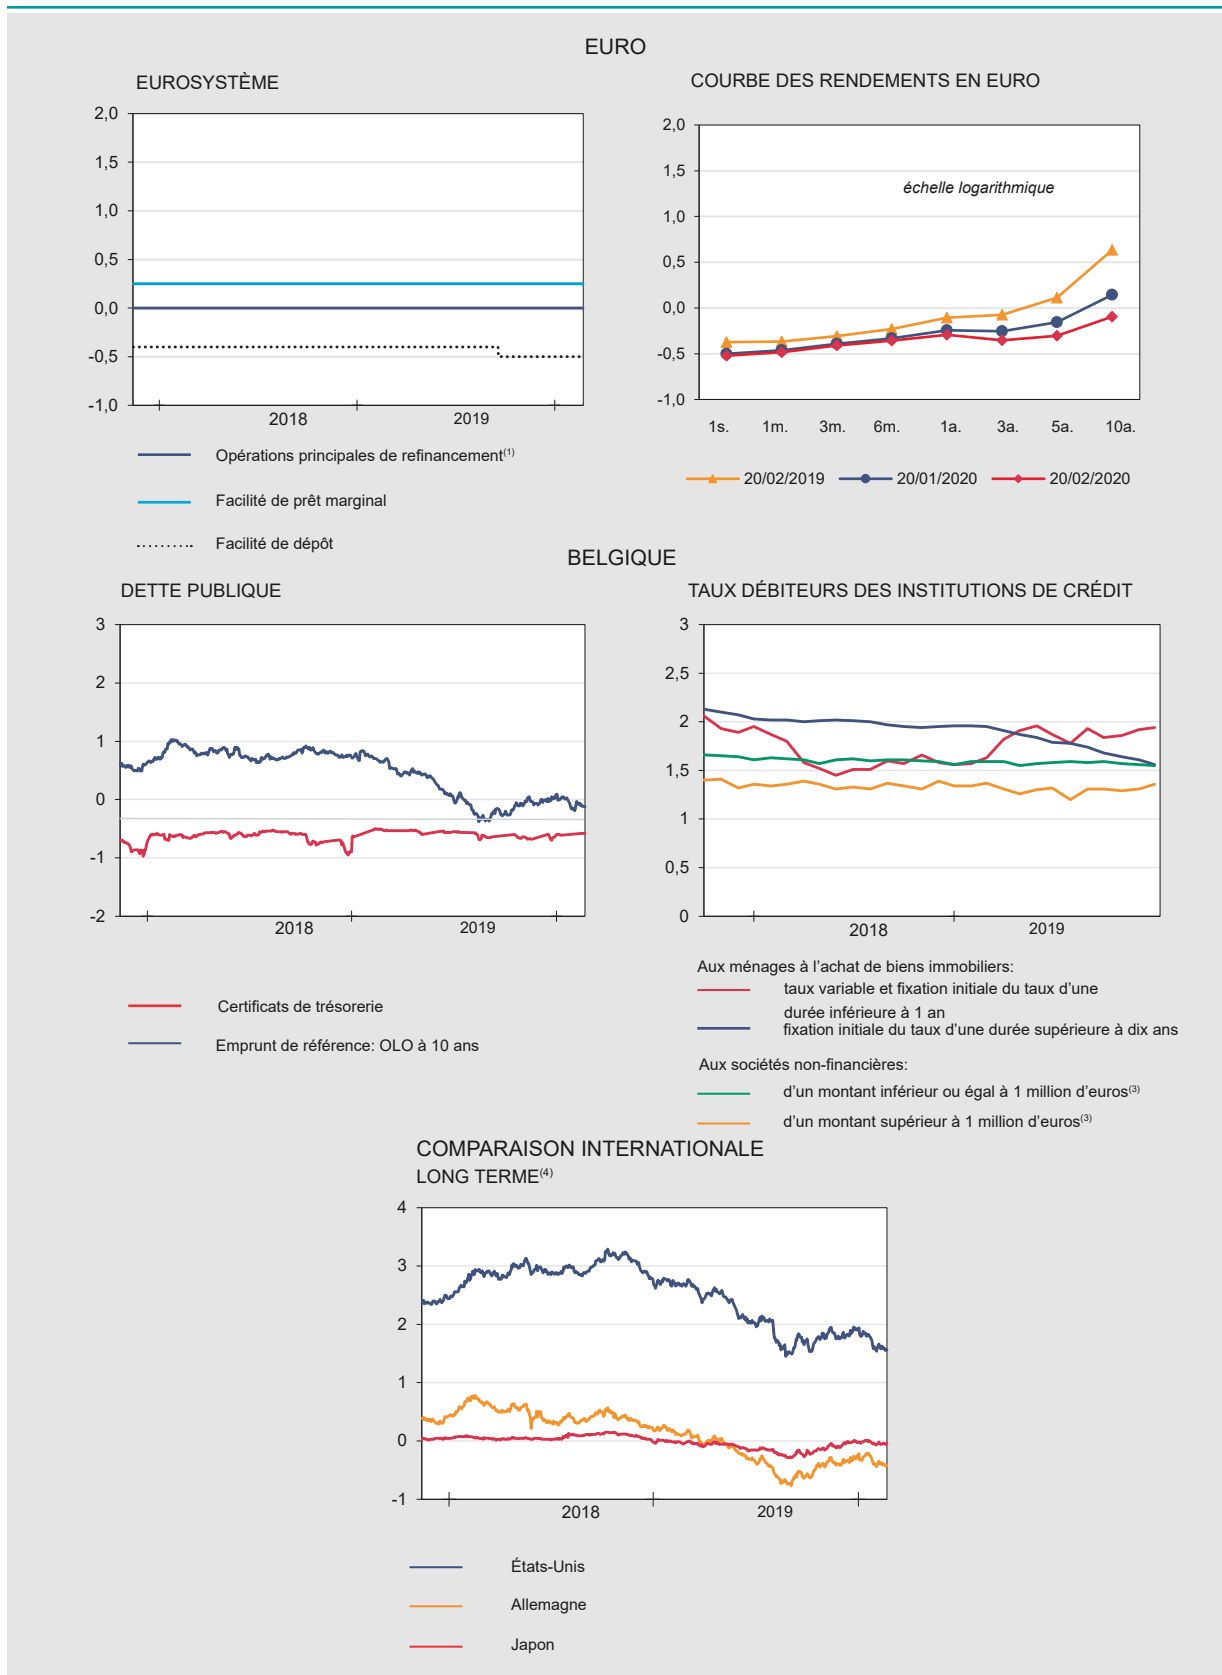 EURO
EUROSYSTÈME
2,0
1,5
1,0
0,5
0,0
-0,5
-1,0
2018
2019
Opérations principales de refinancement(1)
Facilité de prêt marginal
Facilité de dépôt
COURBE DES RENDEMENTS EN EURO
2,0
1,5
1,0
0,5
0,0
-0,5
-1,0
échelle logarithmique
1s. 1m. 3m. 6m. 1a. 3a. 5a. 10a.
20/02/2019 20/01/2020 20/02/2020
BELGIQUE
DETTE PUBLIQUE
3
2
1
0
-1
-2
2018
2019
Certificats de trésorerie
Emprunt de référence: OLO à 10 ans
TAUX DÉBITEURS DES INSTITUTIONS DE CRÉDIT
3
2,5
2
1,5
1
0,5
0
2018
2019
Aux ménages à l’achat de biens immobiliers:
taux variable et fixation initiale du taux d’une
durée inférieure à 1 an
fixation initiale du taux d’une durée supérieure à dix ans
Aux sociétés non-financières:
d’un montant inférieur ou égal à 1 million d’euros(3)
d’un montant supérieur à 1 million d’euros(3)
COMPARAISON INTERNATIONALE
LONG TERME(4)
4
3
2
1
0
-1
2018
2019
États-Unis
Allemagne
Japon